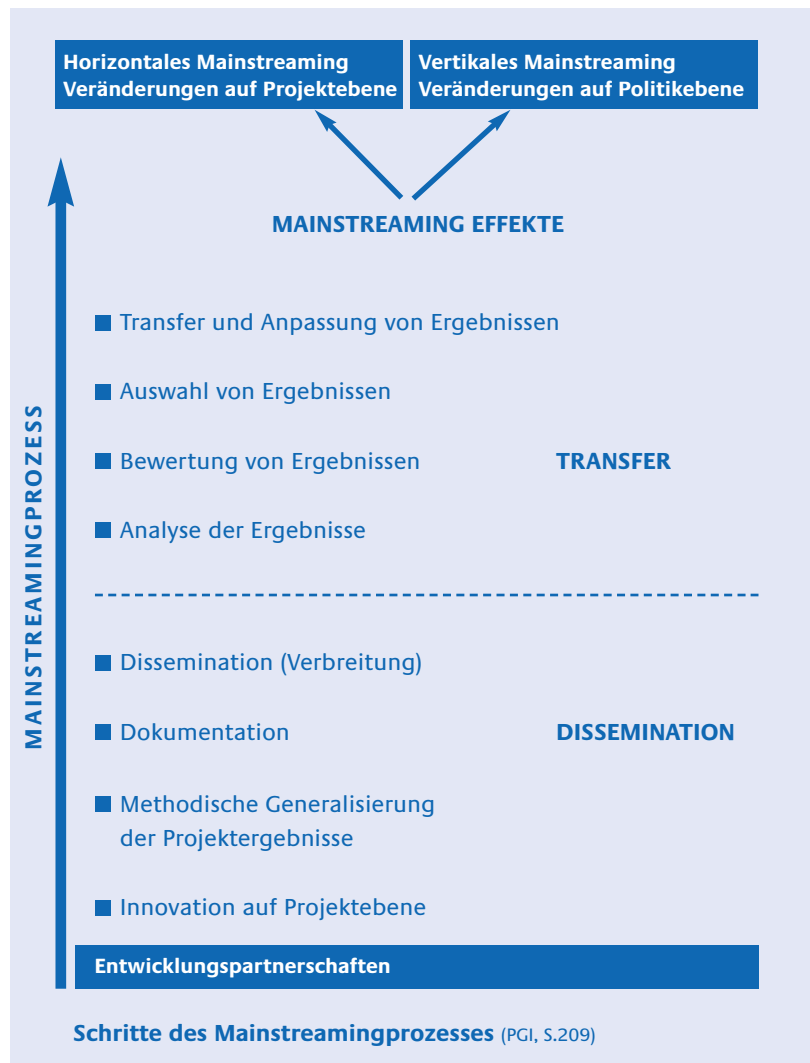 Horizontales Mainstreaming
Veränderungen auf Projektebene
Vertikales Mainstreaming
Veränderungen auf Politikebene
MAINSTREAMING EFFEKTE
MAINSTREAMINGPROZESS
Transfer und Anpassung von Ergebnissen
Auswahl von Ergebnissen
Bewertung von Ergebnissen
TRANSFER
Analyse der Ergebnisse
Dissemination (Verbreitung)
Dokumentation
DISSEMINATION
Methodische Generalisierung
der Projektergebnisse
Innovation auf Projektebene
Entwicklungspartnerschaften
Schritte des Mainstreamingprozesses (PGI, S.209)